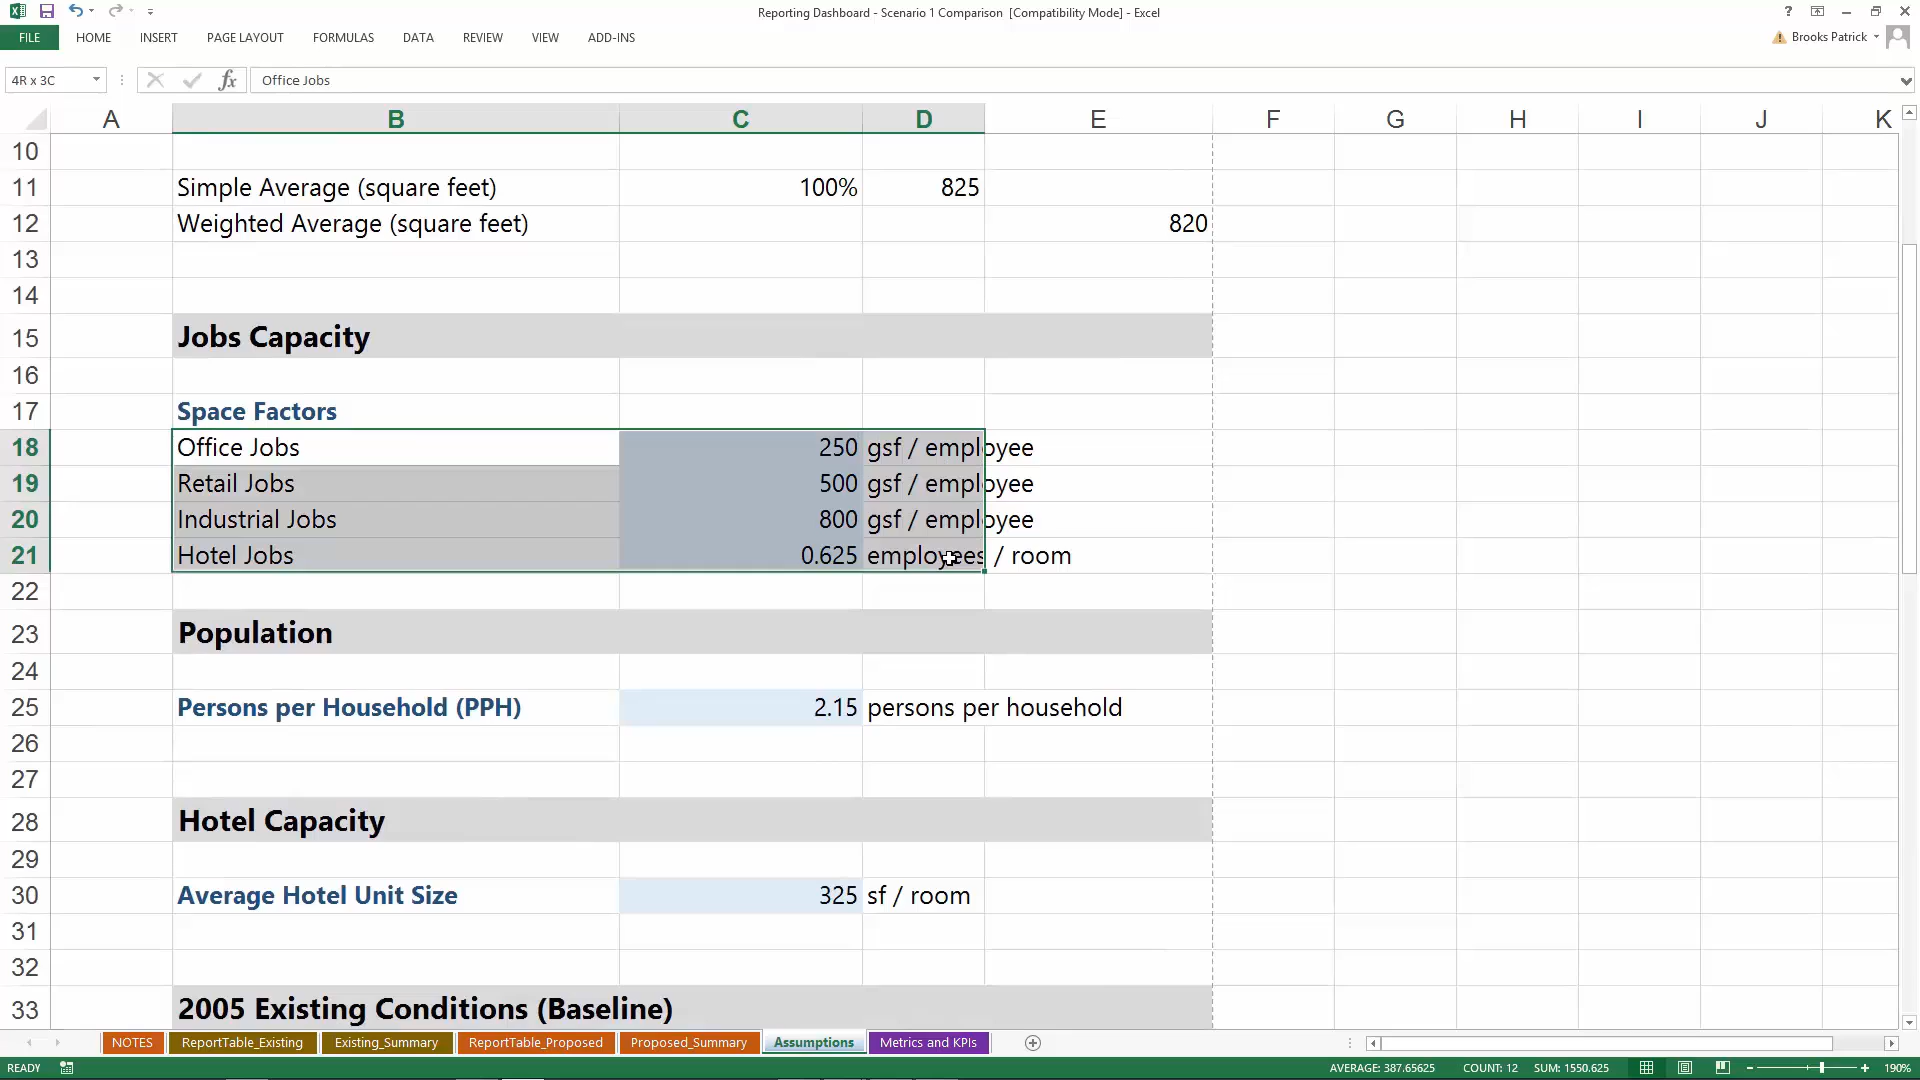 Reporting Dashboard - Scenario 1 Comparison [Compatibility Mode] - Excel
?
FILE HOME INSERT PAGE LAYOUT FORMULAS DATA REVIEW VIEW ADD-INS
Brooks Patrick
4R x 3C
fx
Office Jobs
A B C D E F G H I J K
10
11 Simple Average (square feet) 100% 825
12 Weighted Average (square feet) 820
13
14
15 Jobs Capacity
16
17 Space Factors
18 Office Jobs 250 gsf / employee
19 Retail Jobs 500 gsf / employee
20 Industrial Jobs 800 gsf / employee
21 Hotel Jobs 0.625 employees / room
22
23 Population
24
25 Persons per Household (PPH) 2.15 persons per household
26
27
28 Hotel Capacity
29
30 Average Hotel Unit Size 325 sf / room
31
32
33 2005 Existing Conditions (Baseline)
NOTES ReportTable_Existing Existing_Summary ReportTable_Proposed Proposed_Summary Assumptions Metrics and KPIs
READY AVERAGE: 387.65625 COUNT: 12 SUM: 1550.625 190%